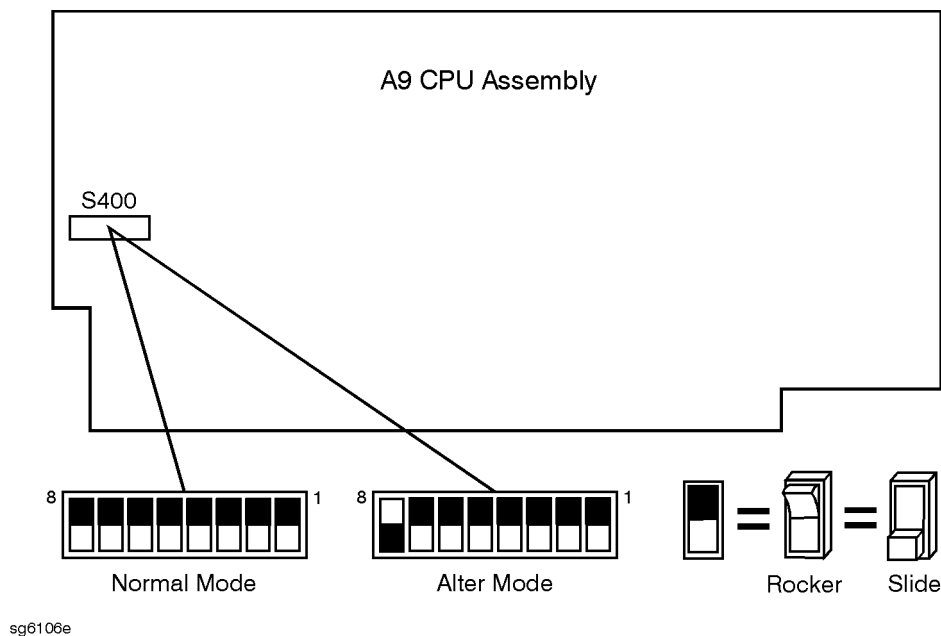 A9 CPU Assembly
S400
8 1 8 1
Normal Mode Alter Mode Rocker Slide
sg6106e